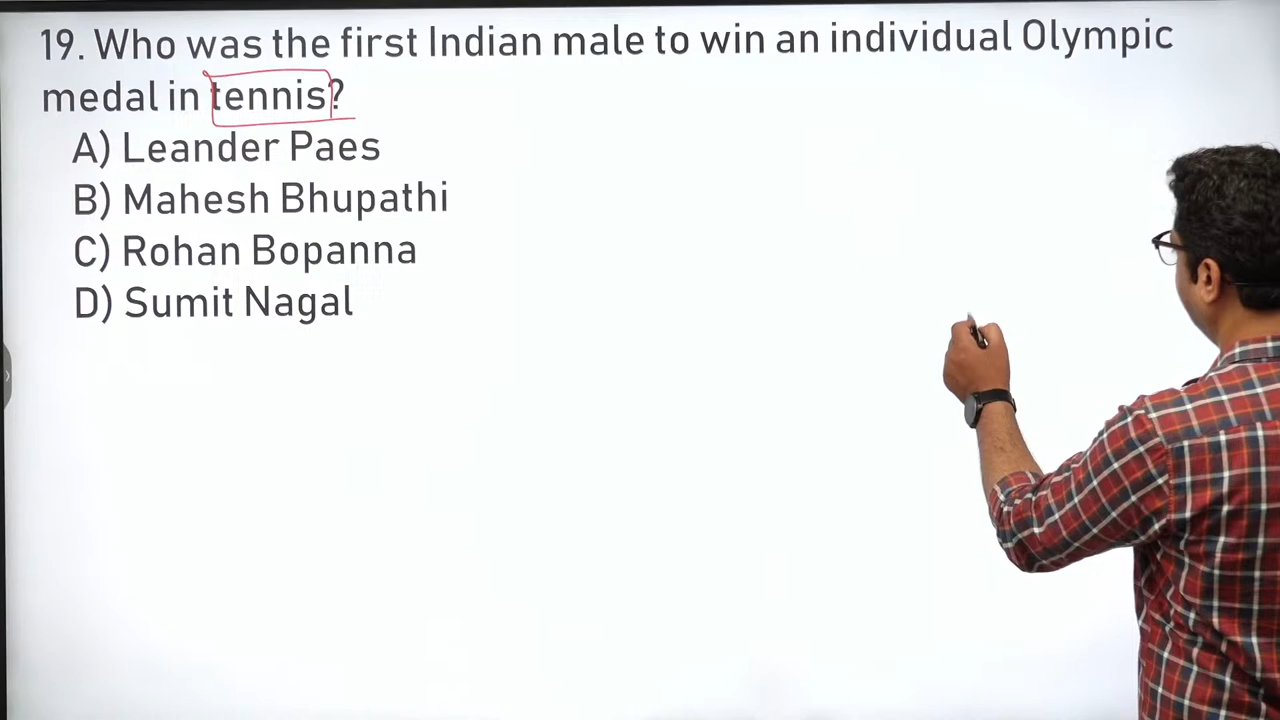 19. Who was the first Indian male to win an individual Olympic
medal in tennis?
A) Leander Paes
B) Mahesh Bhupathi
C) Rohan Bopanna
D) Sumit Nagal